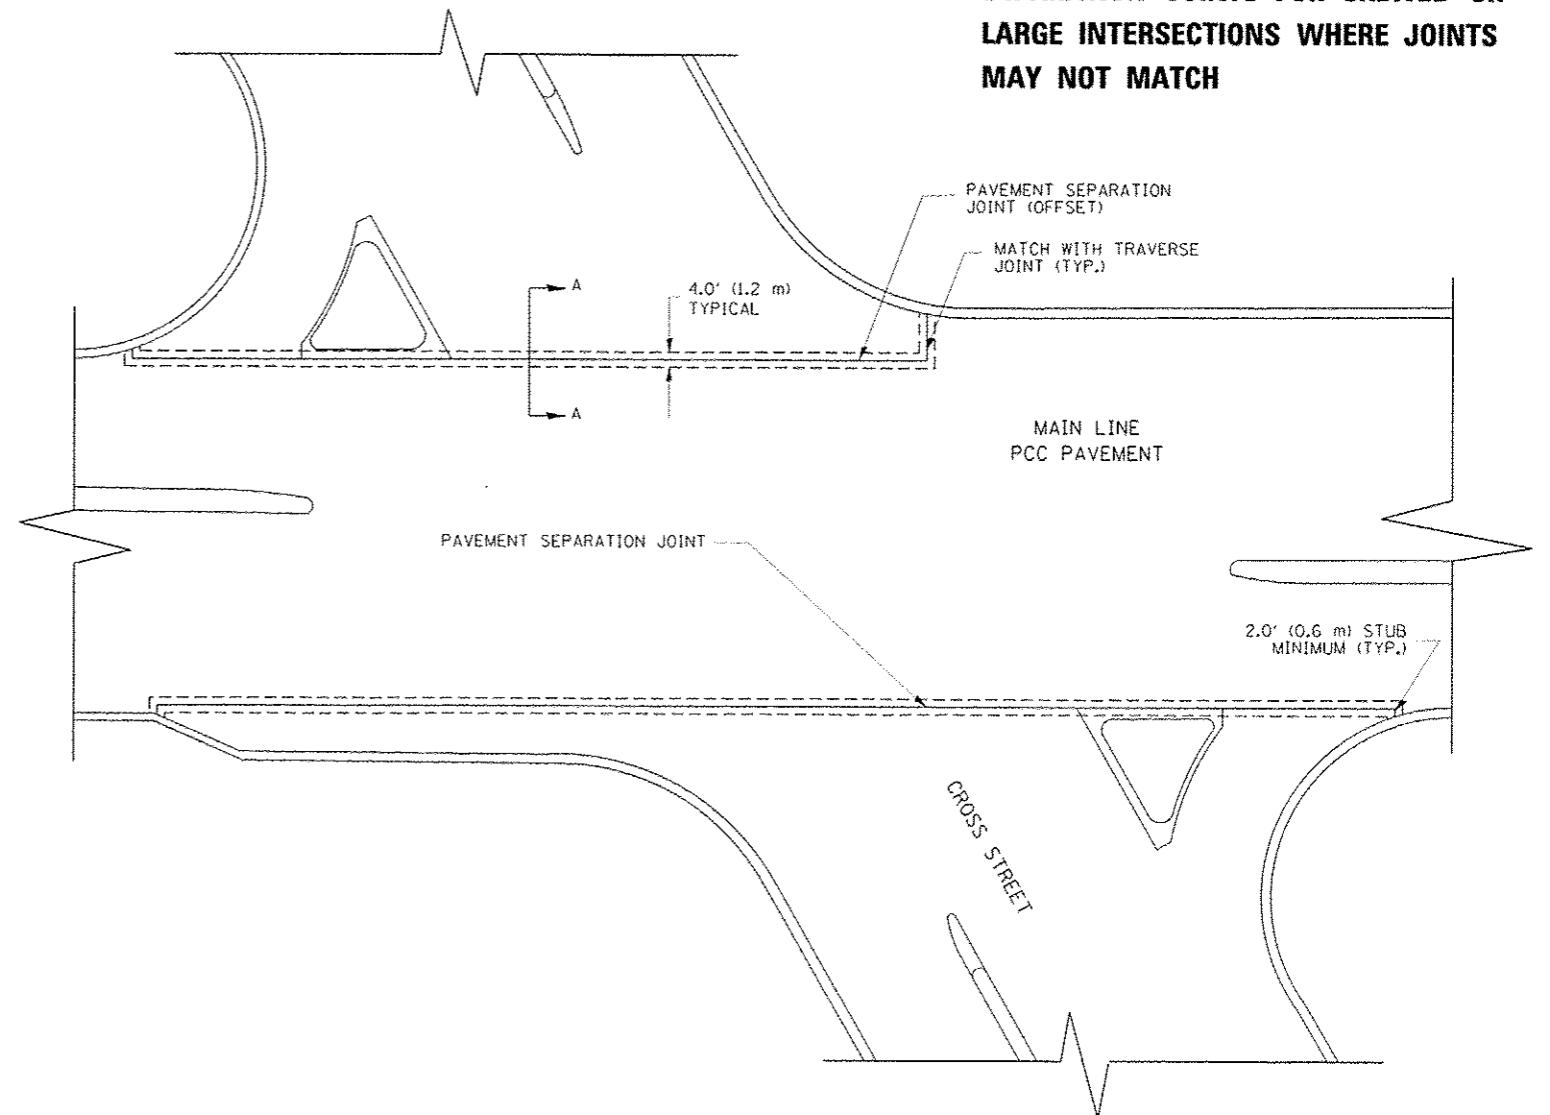 LARGE INTERSECTIONS WHERE JOINTS
MAY NOT MATCH
PAVEMENT SEPARATION
JOINT (OFFSET)
MATCH WITH TRAVERSE
JOINT (TYP.)
A
4.0' (1.2 m)
TYPICAL
A
MAIN LINE
PCC PAVEMENT
PAVEMENT SEPARATION JOINT
2.0' (0.6 m) STUB
MINIMUM (TYP.)
CROSS STREET